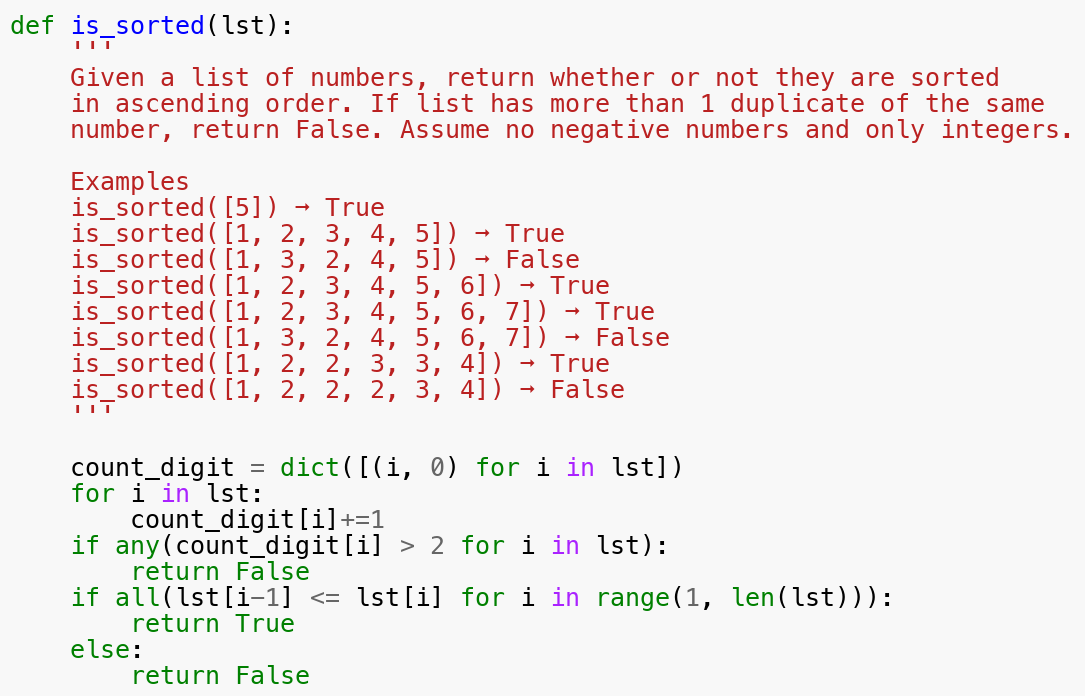 def is_sorted(lst):
    '''
    Given a list of numbers, return whether or not they are sorted
    in ascending order. If list has more than 1 duplicate of the same
    number, return False. Assume no negative numbers and only integers.

    Examples
    is_sorted([5]) → True
    is_sorted([1, 2, 3, 4, 5]) → True
    is_sorted([1, 3, 2, 4, 5]) → False
    is_sorted([1, 2, 3, 4, 5, 6]) → True
    is_sorted([1, 2, 3, 4, 5, 6, 7]) → True
    is_sorted([1, 3, 2, 4, 5, 6, 7]) → False
    is_sorted([1, 2, 2, 3, 3, 4]) → True
    is_sorted([1, 2, 2, 2, 3, 4]) → False
    '''

    count_digit = dict([(i, 0) for i in lst])
    for i in lst:
        count_digit[i]+=1
    if any(count_digit[i] > 2 for i in lst):
        return False
    if all(lst[i-1] <= lst[i] for i in range(1, len(lst))):
        return True
    else:
        return False